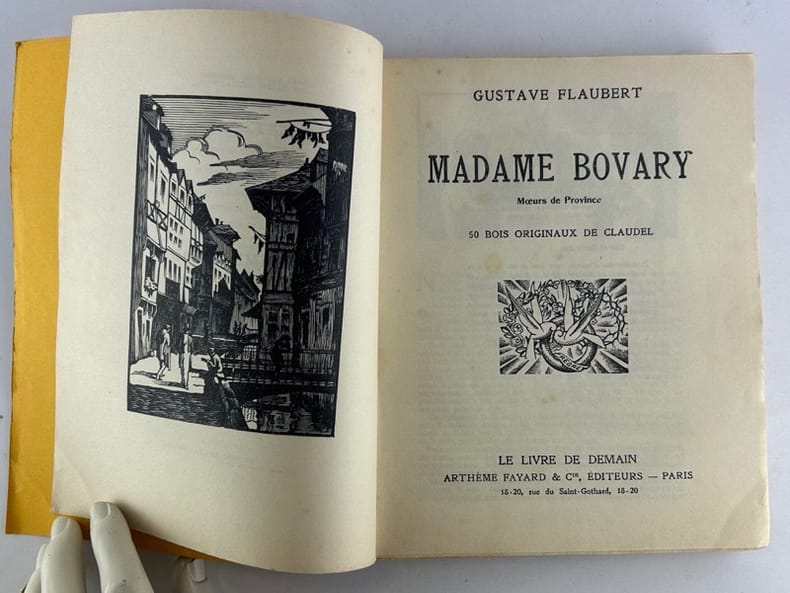 GUSTAVE FLAUBERT
MADAME BOVARY
Mœurs de Province
50 BOIS ORIGINAUX DE CLAUDEL
LE LIVRE DE DEMAIN
ARTHÈME FAYARD & Cie, ÉDITEURS — PARIS
18-20, rue du Saint-Gothard, 18-20